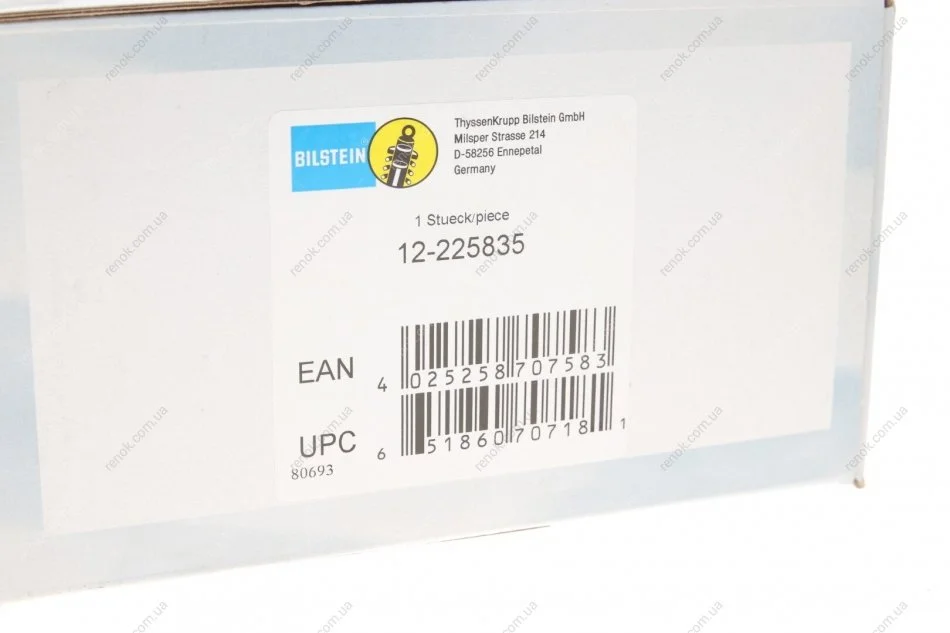 BILSTEIN
ThyssenKrupp Bilstein GmbH
Milsper Strasse 214
D-58256 Ennepetal
Germany
1 Stueck/piece
12-225835
EAN
4 025258 707583
UPC
6 51860 70718 1
80693
renok.com.ua